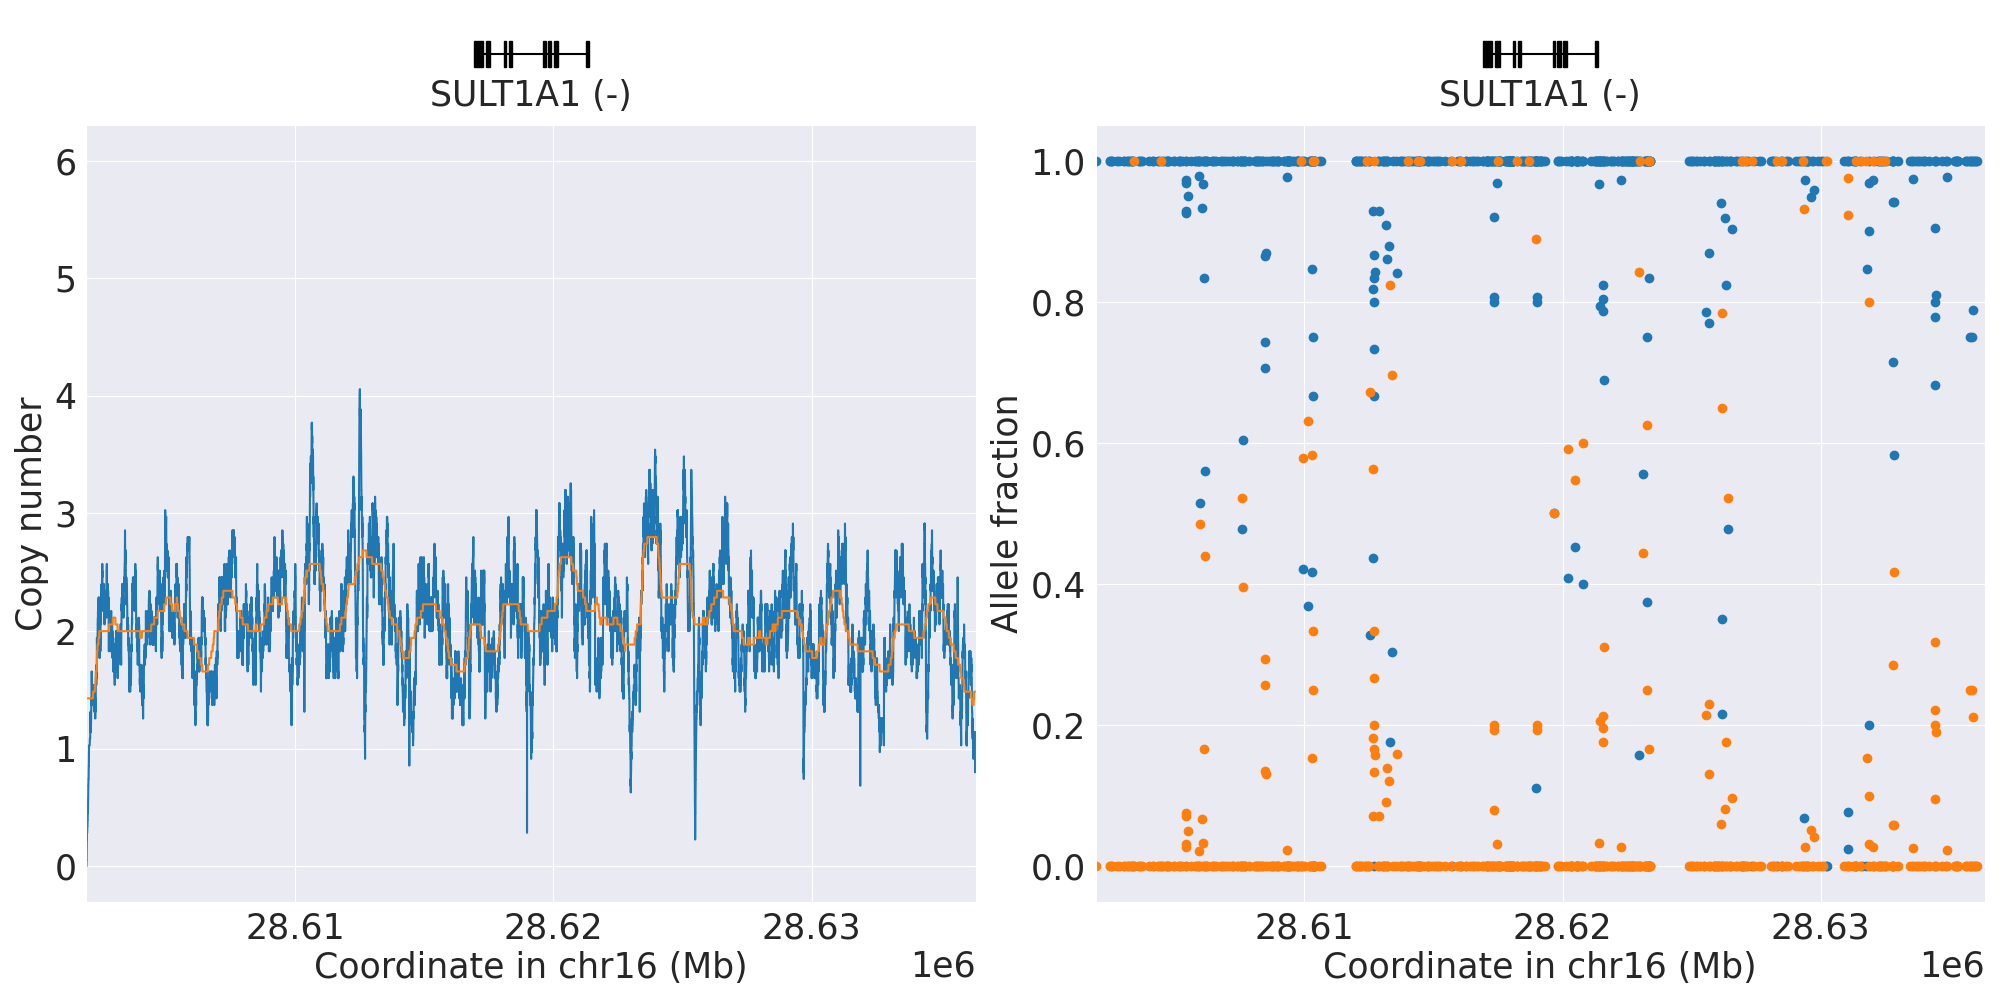 SULT1A1 (-)
6
5
4
3
2
1
0
Copy number
28.61
28.62
28.63
Coordinate in chr16 (Mb)
1e6
SULT1A1 (-)
1.0
0.8
0.6
0.4
0.2
0.0
Allele fraction
28.61
28.62
28.63
Coordinate in chr16 (Mb)
1e6